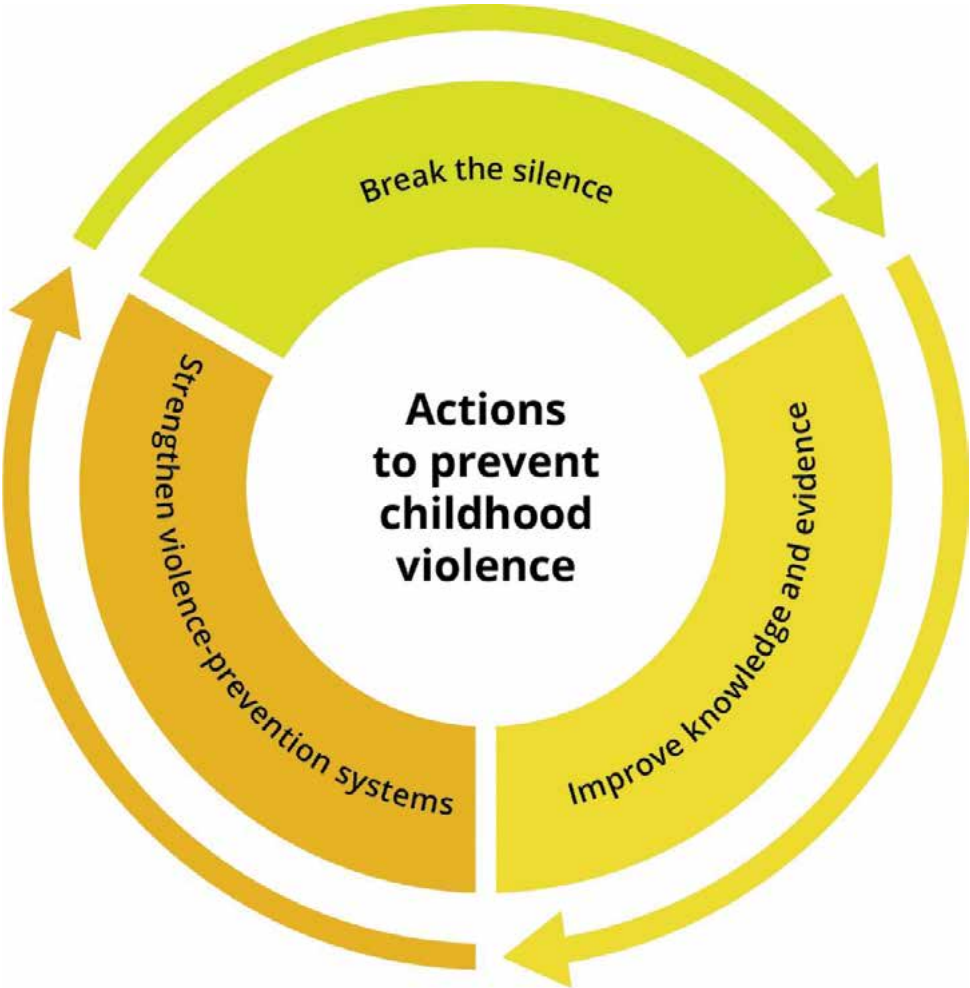 Break the silence
Actions
to prevent
childhood
violence
Improve knowledge and evidence
Strengthen violence-prevention systems